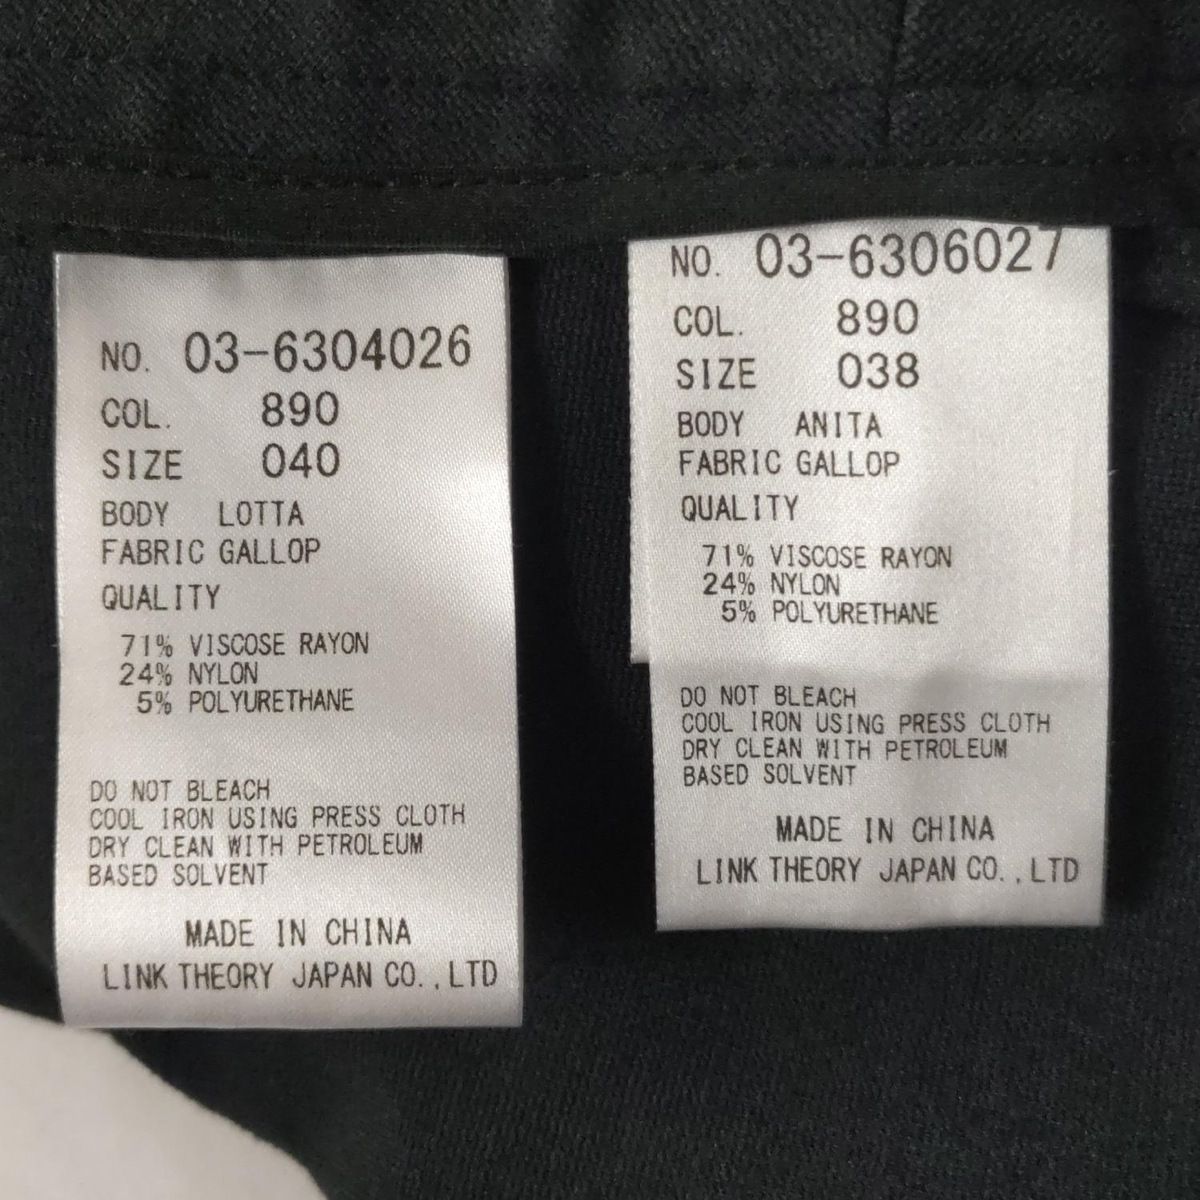 NO. 03-6304026
COL. 890
SIZE 040
BODY LOTTA
FABRIC GALLOP
QUALITY
71% VISCOSE RAYON
24% NYLON
5% POLYURETHANE
DO NOT BLEACH
COOL IRON USING PRESS CLOTH
DRY CLEAN WITH PETROLEUM
BASED SOLVENT
MADE IN CHINA
LINK THEORY JAPAN CO.,LTD
NO. 03-6306027
COL. 890
SIZE 038
BODY ANITA
FABRIC GALLOP
QUALITY
71% VISCOSE RAYON
24% NYLON
5% POLYURETHANE
DO NOT BLEACH
COOL IRON USING PRESS CLOTH
DRY CLEAN WITH PETROLEUM
BASED SOLVENT
MADE IN CHINA
LINK THEORY JAPAN CO.,LTD